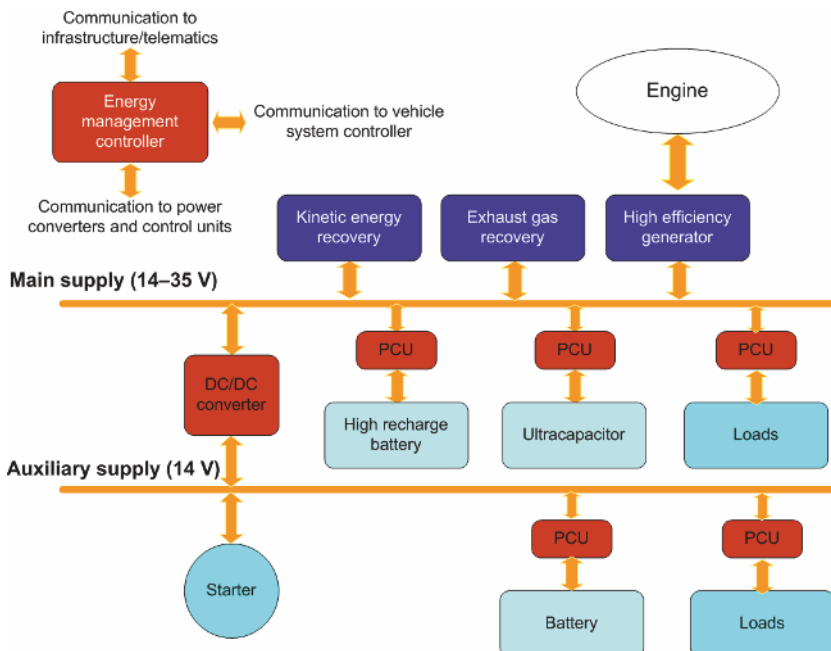 Communication to
infrastructure/telematics
Energy
management
controller
Communication to vehicle
system controller
Communication to power
converters and control units
Engine
Kinetic energy
recovery
Exhaust gas
recovery
High efficiency
generator
Main supply (14–35 V)
DC/DC
converter
PCU
PCU
PCU
High recharge
battery
Ultracapacitor
Loads
Auxiliary supply (14 V)
Starter
PCU
PCU
Battery
Loads